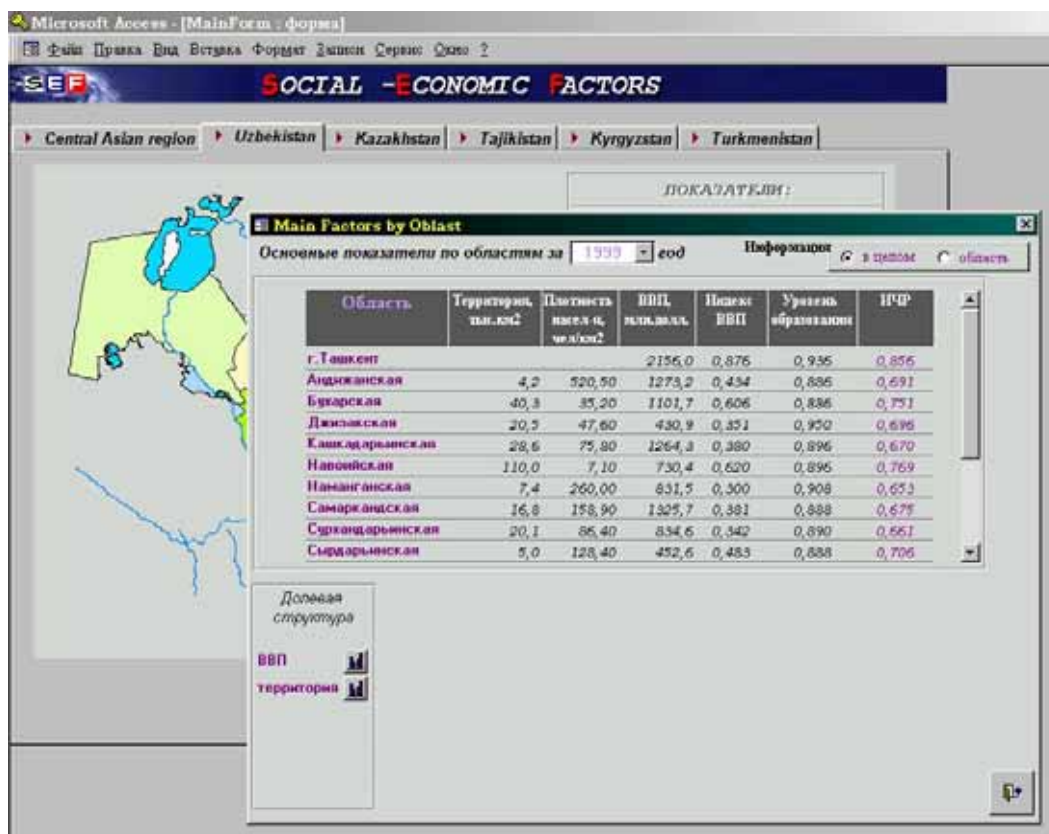 Microsoft Access - [MainForm : форма]
Файл Правка Вид Вставка Формат Записи Сервис Окно ?
SEF SOCIAL -ECONOMIC FACTORS
Central Asian region Uzbekistan Kazakhstan Tajikistan Kyrgyzstan Turkmenistan
ПОКАЗАТЕЛИ:
Main Factors by Oblast
Основные показатели по областям за 1999 год Информация в целом область
Область Территория, тыс.км2 Плотность насел-я, чел/км2 ВВП, млн.долл. Индекс ВВП Уровень образования ИЧР
г.Ташкент 2156,0 0,876 0,936 0,856
Андижанская 4,2 520,50 1273,2 0,434 0,886 0,691
Бухарская 40,3 35,20 1101,7 0,606 0,886 0,751
Джизакская 20,5 47,60 430,9 0,351 0,950 0,696
Кашкадарьинская 28,6 75,80 1264,3 0,380 0,896 0,670
Навоийская 110,0 7,10 730,4 0,620 0,896 0,769
Наманганская 7,4 260,00 831,5 0,300 0,908 0,653
Самаркандская 16,8 158,90 1325,7 0,381 0,888 0,675
Сурхандарьинская 20,1 86,40 834,6 0,342 0,890 0,661
Сырдарьинская 5,0 128,40 452,6 0,483 0,888 0,706
Долевая
структура
ВВП
территория